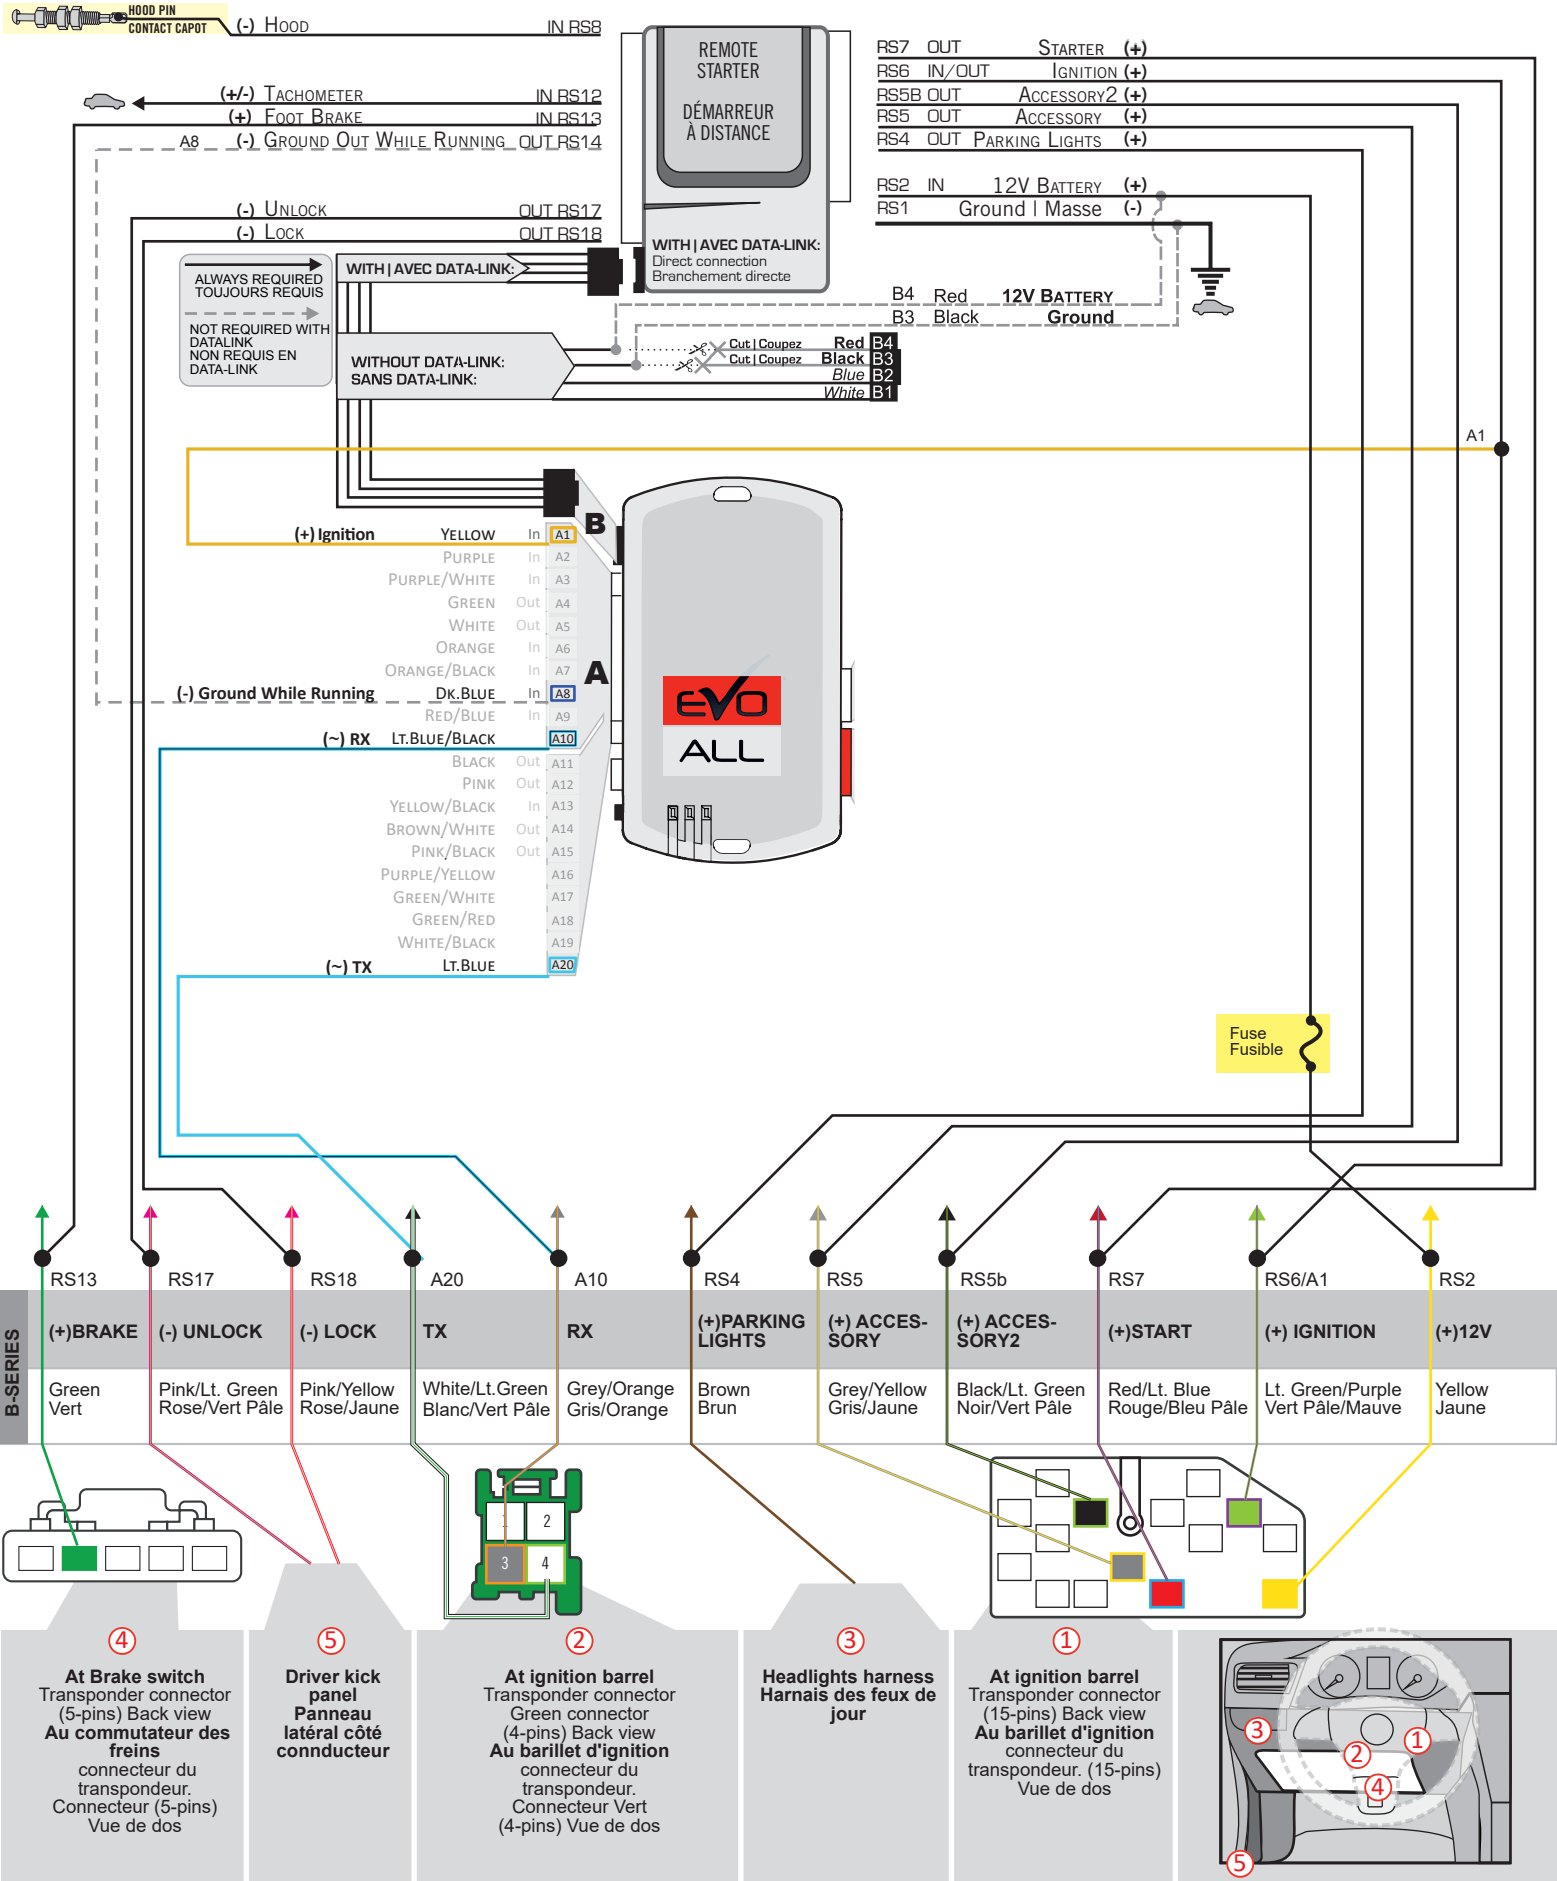 HOOD PIN
CONTACT CAPOT
(-) HOOD IN RS8
(+/-) TACHOMETER IN RS12
(+) FOOT BRAKE IN RS13
A8 (-) GROUND OUT WHILE RUNNING OUT RS14
(-) UNLOCK OUT RS17
(-) LOCK OUT RS18
REMOTE
STARTER
DÉMARREUR
À DISTANCE
WITH | AVEC DATA-LINK:
Direct connection
Branchement directe
RS7 OUT STARTER (+)
RS6 IN/OUT IGNITION (+)
RS5B OUT ACCESSORY2 (+)
RS5 OUT ACCESSORY (+)
RS4 OUT PARKING LIGHTS (+)
RS2 IN 12V BATTERY (+)
RS1 Ground | Masse (-)
ALWAYS REQUIRED
TOUJOURS REQUIS
NOT REQUIRED WITH
DATALINK
NON REQUIS EN
DATA-LINK
WITH | AVEC DATA-LINK:
WITHOUT DATA-LINK:
SANS DATA-LINK:
B4 Red 12V BATTERY
B3 Black Ground
Cut | Coupez Red B4
Cut | Coupez Black B3
Blue B2
White B1
A1
B
A
(+) Ignition YELLOW In A1
PURPLE In A2
PURPLE/WHITE In A3
GREEN Out A4
WHITE Out A5
ORANGE In A6
ORANGE/BLACK In A7
(-) Ground While Running DK.BLUE In A8
RED/BLUE In A9
(~) RX LT.BLUE/BLACK A10
BLACK Out A11
PINK Out A12
YELLOW/BLACK In A13
BROWN/WHITE Out A14
PINK/BLACK Out A15
PURPLE/YELLOW A16
GREEN/WHITE A17
GREEN/RED A18
WHITE/BLACK A19
(~) TX LT.BLUE A20
EVO
ALL
Fuse
Fusible
RS13 RS17 RS18 A20 A10 RS4 RS5 RS5b RS7 RS6/A1 RS2
B-SERIES
(+)BRAKE
(-) UNLOCK
(-) LOCK
TX
RX
(+)PARKING
LIGHTS
(+) ACCES-
SORY
(+) ACCES-
SORY2
(+)START
(+) IGNITION
(+)12V
Green
Vert
Pink/Lt. Green
Rose/Vert Pâle
Pink/Yellow
Rose/Jaune
White/Lt.Green
Blanc/Vert Pâle
Grey/Orange
Gris/Orange
Brown
Brun
Grey/Yellow
Gris/Jaune
Black/Lt. Green
Noir/Vert Pâle
Red/Lt. Blue
Rouge/Bleu Pâle
Lt. Green/Purple
Vert Pâle/Mauve
Yellow
Jaune
1 2
3 4
4
At Brake switch
Transponder connector
(5-pins) Back view
Au commutateur des
freins
connecteur du
transpondeur.
Connecteur (5-pins)
Vue de dos
5
Driver kick
panel
Panneau
latéral côté
connducteur
2
At ignition barrel
Transponder connector
Green connector
(4-pins) Back view
Au barillet d'ignition
connecteur du
transpondeur.
Connecteur Vert
(4-pins) Vue de dos
3
Headlights harness
Harnais des feux de
jour
1
At ignition barrel
Transponder connector
(15-pins) Back view
Au barillet d'ignition
connecteur du
transpondeur. (15-pins)
Vue de dos
3
1
2
4
5